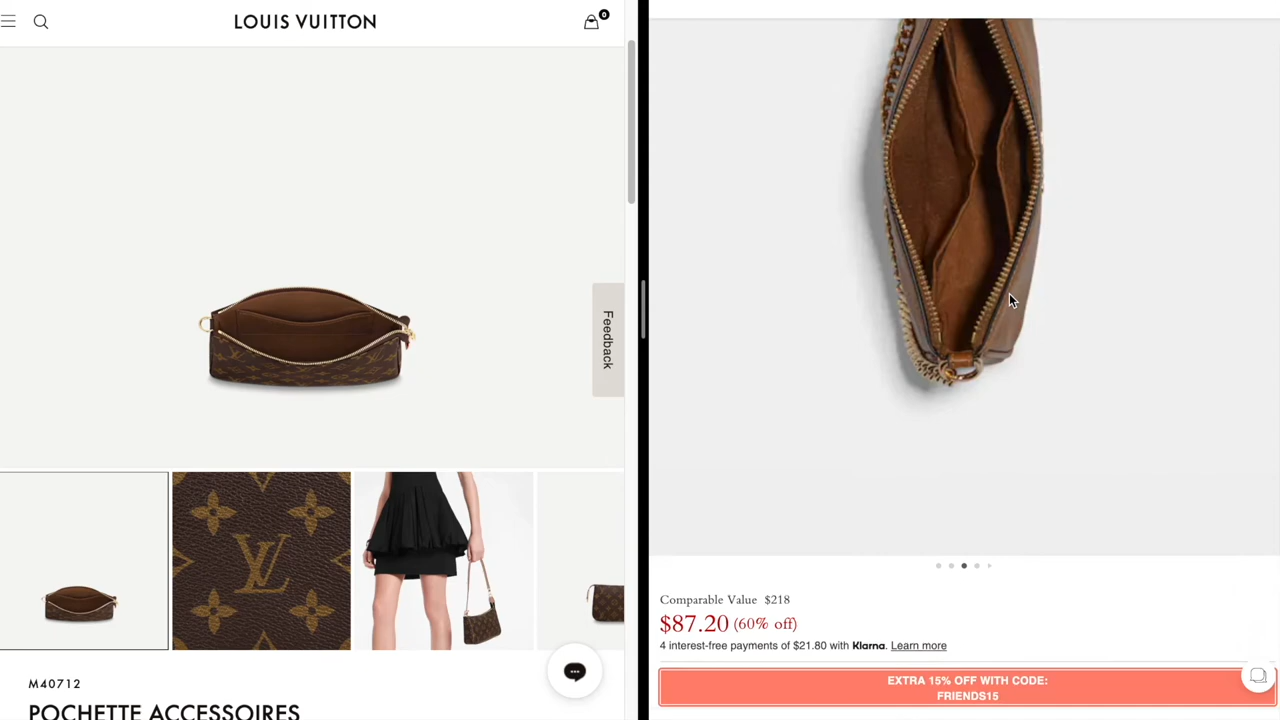 LOUIS VUITTON
0
Feedback
LV
M40712
POCHETTE ACCESSOIRES
Comparable Value $218
$87.20 (60% off)
4 interest-free payments of $21.80 with Klarna. Learn more
EXTRA 15% OFF WITH CODE:
FRIENDS15